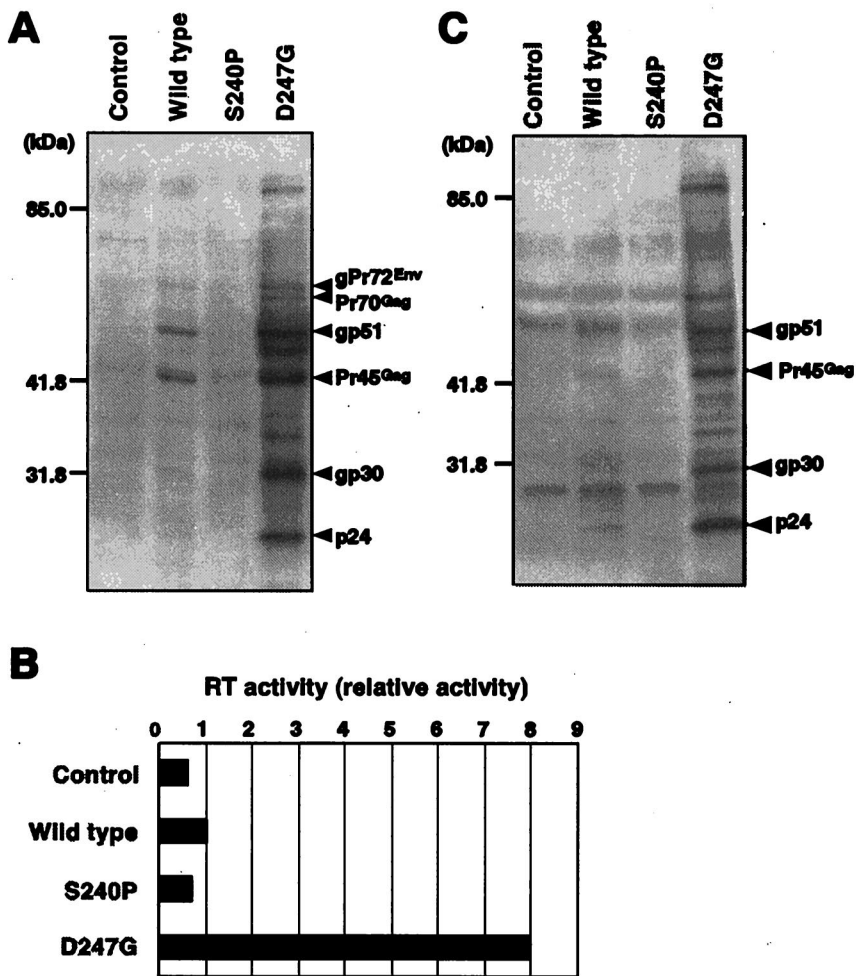 A
Control
Wild type
S240P
D247G
(kDa)
85.0
41.8
31.8
gPr72Env
Pr70Gag
gp51
Pr45Gag
gp30
p24
C
Control
Wild type
S240P
D247G
(kDa)
85.0
41.8
31.8
gp51
Pr45Gag
gp30
p24
B
RT activity (relative activity)
0 1 2 3 4 5 6 7 8 9
Control
Wild type
S240P
D247G